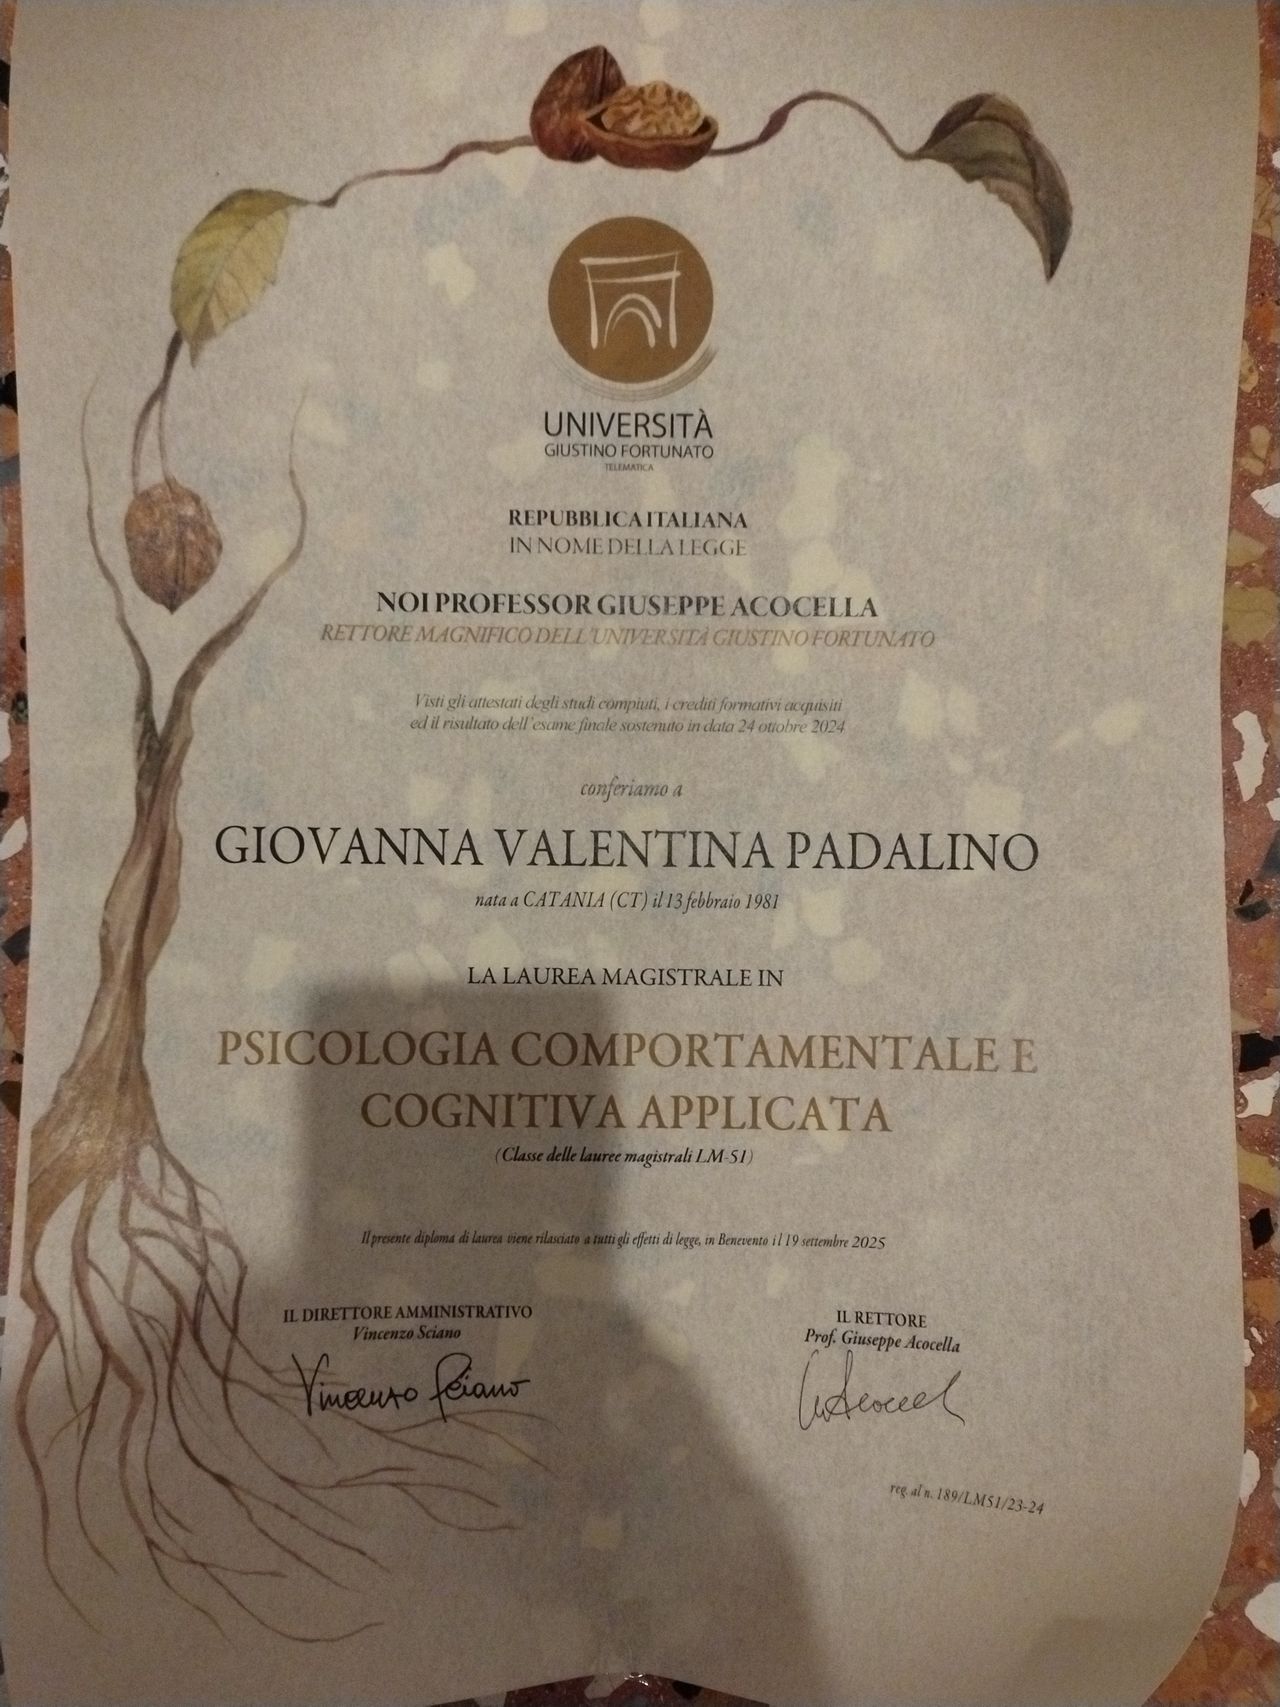 UNIVERSITÀ
GIUSTINO FORTUNATO
TELEMATICA
REPUBBLICA ITALIANA
IN NOME DELLA LEGGE
NOI PROFESSOR GIUSEPPE ACOCELLA
RETTORE MAGNIFICO DELL'UNIVERSITÀ GIUSTINO FORTUNATO
Visti gli attestati degli studi compiuti, i crediti formativi acquisiti
ed il risultato dell'esame finale sostenuto in data 24 ottobre 2024
conferiamo a
GIOVANNA VALENTINA PADALINO
nata a CATANIA (CT) il 13 febbraio 1981
LA LAUREA MAGISTRALE IN
PSICOLOGIA COMPORTAMENTALE E
COGNITIVA APPLICATA
(Classe delle lauree magistrali LM-51)
Il presente diploma di laurea viene rilasciato a tutti gli effetti di legge, in Benevento il 19 settembre 2025
IL DIRETTORE AMMINISTRATIVO
Vincenzo Sciano
Vincenzo Sciano
IL RETTORE
Prof. Giuseppe Acocella
reg. al n. 189/LM51/23-24